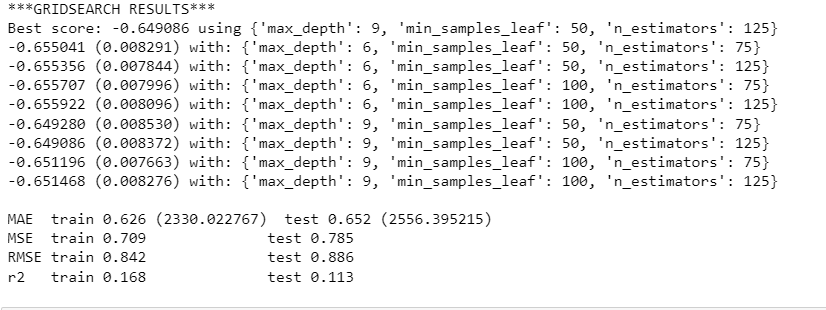 ***GRIDSEARCH RESULTS***
Best score: -0.649086 using {'max_depth': 9, 'min_samples_leaf': 50, 'n_estimators': 125}
-0.655041 (0.008291) with: {'max_depth': 6, 'min_samples_leaf': 50, 'n_estimators': 75}
-0.655356 (0.007844) with: {'max_depth': 6, 'min_samples_leaf': 50, 'n_estimators': 125}
-0.655707 (0.007996) with: {'max_depth': 6, 'min_samples_leaf': 100, 'n_estimators': 75}
-0.655922 (0.008096) with: {'max_depth': 6, 'min_samples_leaf': 100, 'n_estimators': 125}
-0.649280 (0.008530) with: {'max_depth': 9, 'min_samples_leaf': 50, 'n_estimators': 75}
-0.649086 (0.008372) with: {'max_depth': 9, 'min_samples_leaf': 50, 'n_estimators': 125}
-0.651196 (0.007663) with: {'max_depth': 9, 'min_samples_leaf': 100, 'n_estimators': 75}
-0.651468 (0.008276) with: {'max_depth': 9, 'min_samples_leaf': 100, 'n_estimators': 125}
MAE train 0.626 (2330.022767) test 0.652 (2556.395215)
MSE train 0.709 test 0.785
RMSE train 0.842 test 0.886
r2 train 0.168 test 0.113